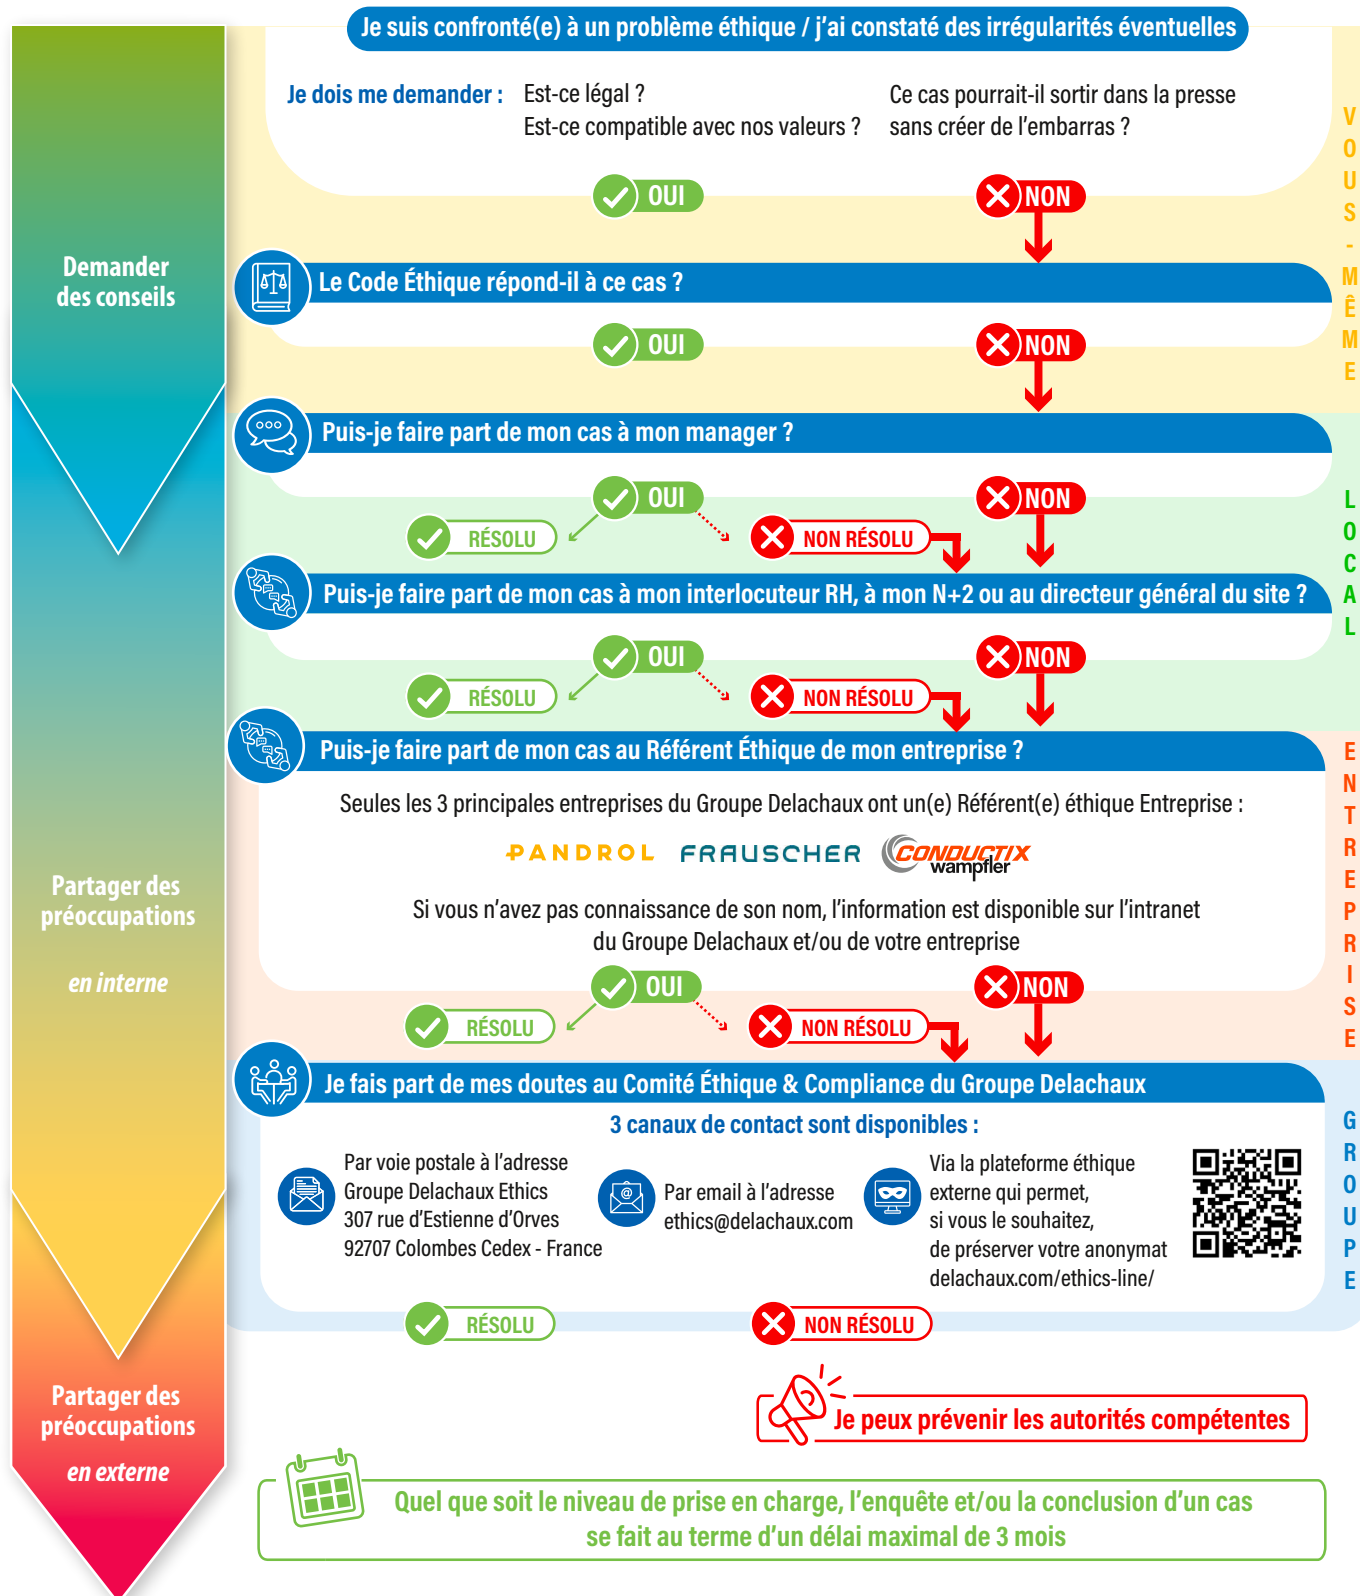 Je suis confronté(e) à un problème éthique / j'ai constaté des irrégularités éventuelles
Je dois me demander :
Est-ce légal ?
Est-ce compatible avec nos valeurs ?
Ce cas pourrait-il sortir dans la presse
sans créer de l'embarras ?
OUI
NON
VOUS-MÊME
Demander
des conseils
Le Code Éthique répond-il à ce cas ?
OUI
NON
Puis-je faire part de mon cas à mon manager ?
OUI
NON
RÉSOLU
NON RÉSOLU
LOCAL
Puis-je faire part de mon cas à mon interlocuteur RH, à mon N+2 ou au directeur général du site ?
OUI
NON
RÉSOLU
NON RÉSOLU
Puis-je faire part de mon cas au Référent Éthique de mon entreprise ?
Seules les 3 principales entreprises du Groupe Delachaux ont un(e) Référent(e) éthique Entreprise :
PANDROL FRAUSCHER CONDUCTIX
wampfler
Si vous n'avez pas connaissance de son nom, l'information est disponible sur l'intranet
du Groupe Delachaux et/ou de votre entreprise
ENTREPRISE
Partager des
préoccupations
en interne
OUI
NON
RÉSOLU
NON RÉSOLU
Je fais part de mes doutes au Comité Éthique & Compliance du Groupe Delachaux
3 canaux de contact sont disponibles :
Par voie postale à l'adresse
Groupe Delachaux Ethics
307 rue d'Estienne d'Orves
92707 Colombes Cedex - France
@
Par email à l'adresse
ethics@delachaux.com
Via la plateforme éthique
externe qui permet,
si vous le souhaitez,
de préserver votre anonymat
delachaux.com/ethics-line/
GROUPE
RÉSOLU
NON RÉSOLU
Partager des
préoccupations
en externe
Je peux prévenir les autorités compétentes
Quel que soit le niveau de prise en charge, l'enquête et/ou la conclusion d'un cas
se fait au terme d'un délai maximal de 3 mois